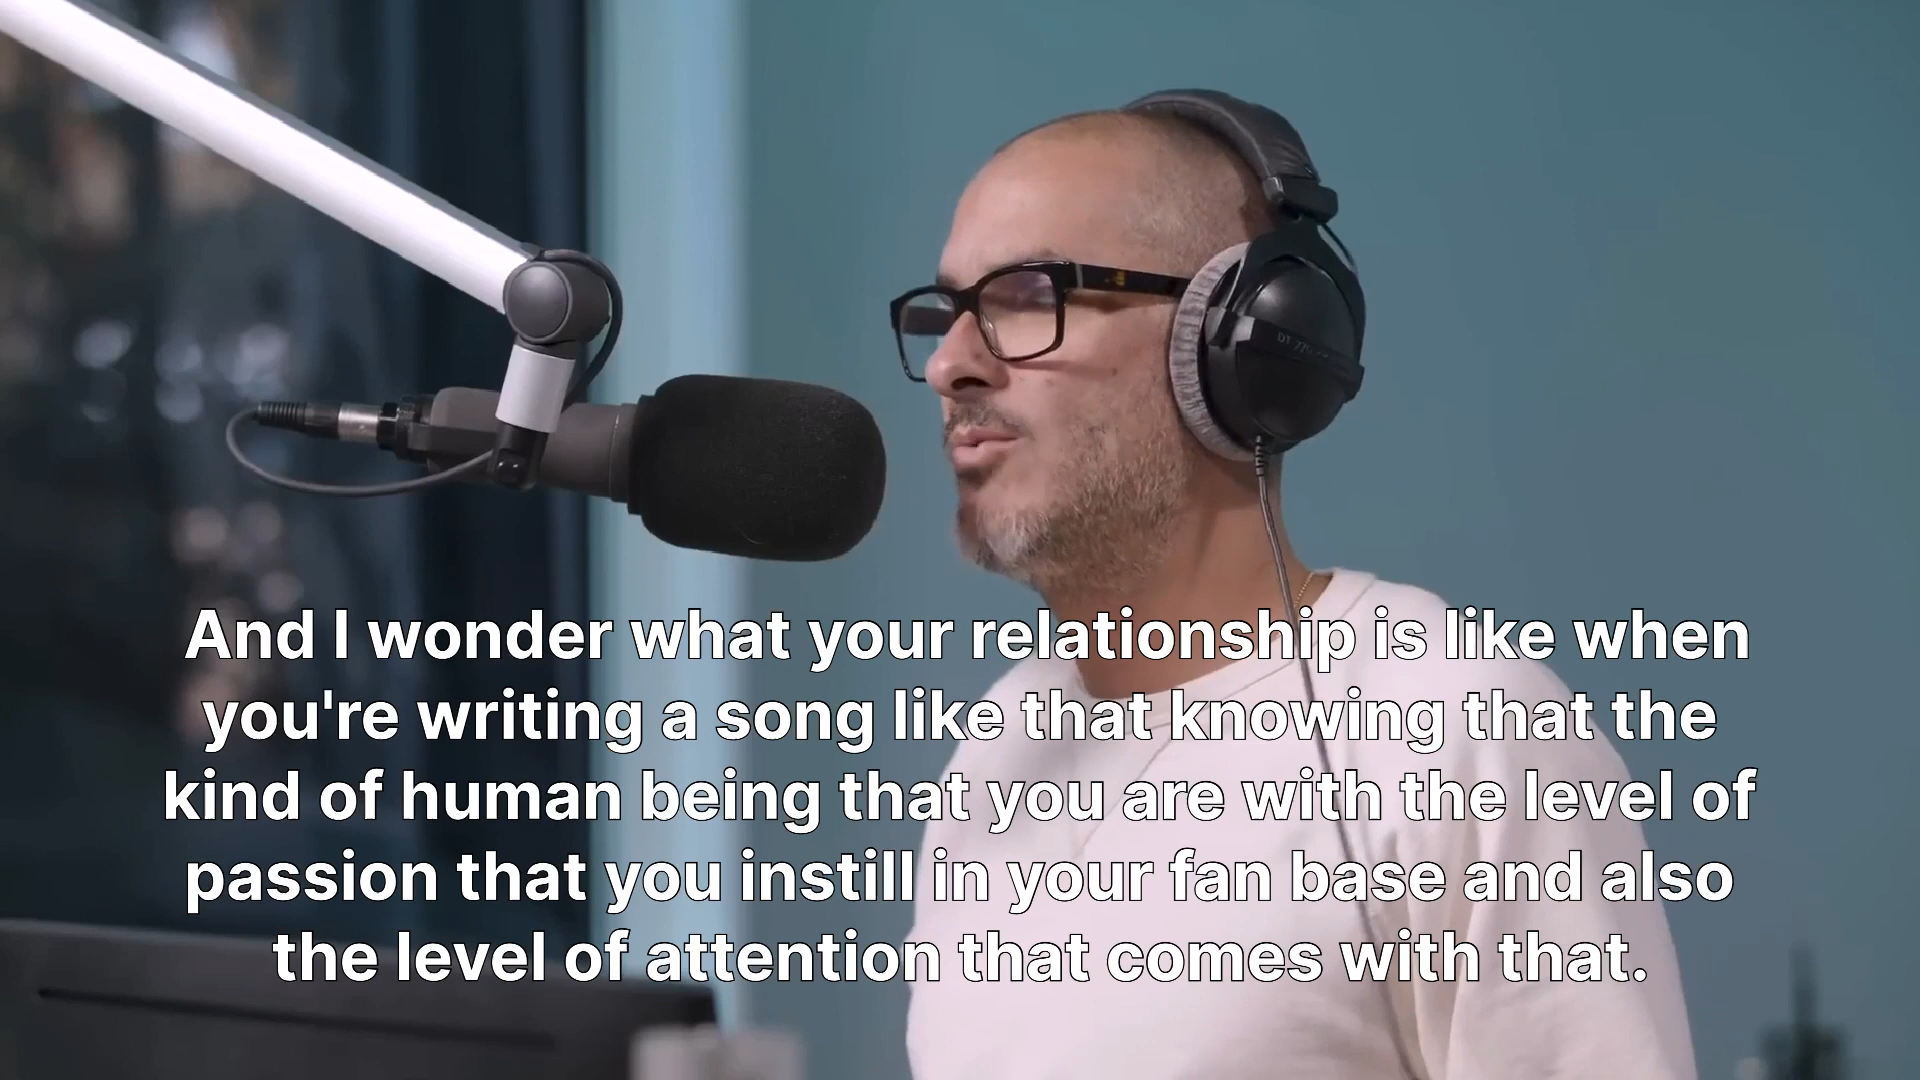 DT 770
And I wonder what your relationship is like when
you're writing a song like that knowing that the
kind of human being that you are with the level of
passion that you instill in your fan base and also
the level of attention that comes with that.